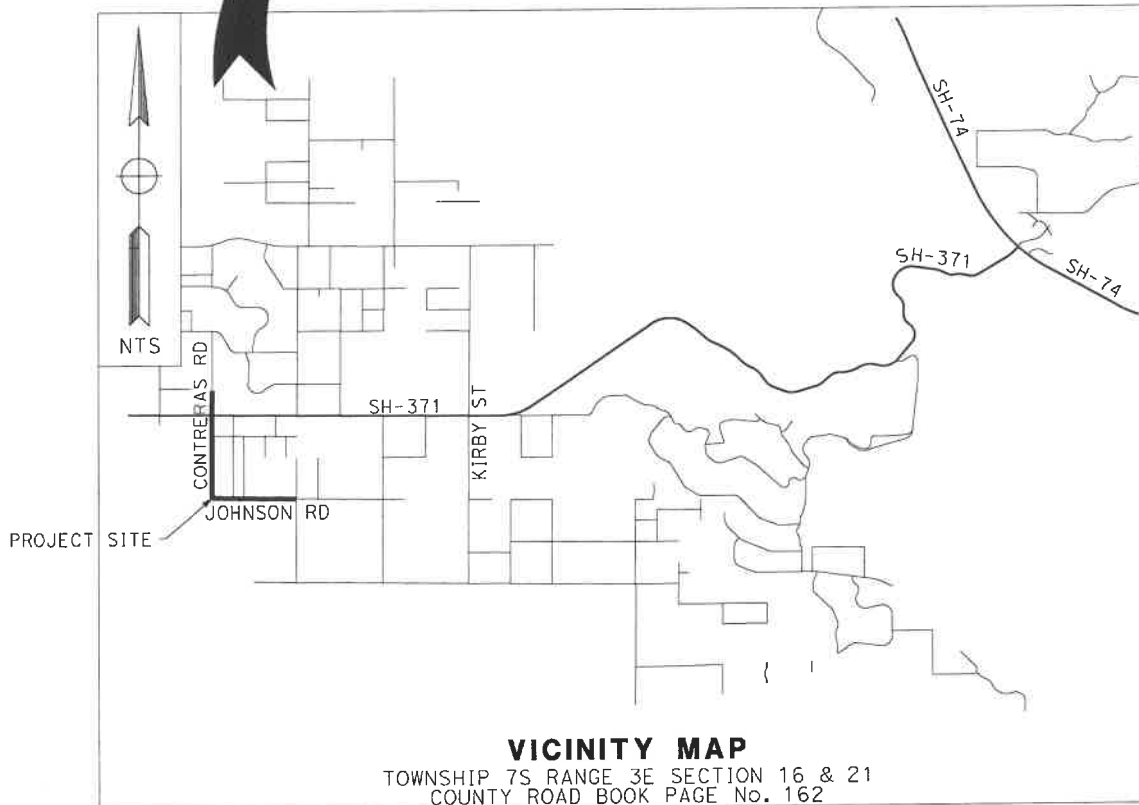 NTS
SH-74
SH-371
SH-74
CONTRERAS RD
SH-371
KIRBY ST
JOHNSON RD
PROJECT SITE
VICINITY MAP
TOWNSHIP 7S RANGE 3E SECTION 16 & 21
COUNTY ROAD BOOK PAGE No. 162